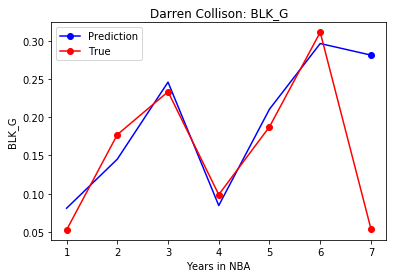 Darren Collison: BLK_G
Prediction
True
0.30
0.25
0.20
0.15
0.10
0.05
BLK_G
1 2 3 4 5 6 7
Years in NBA